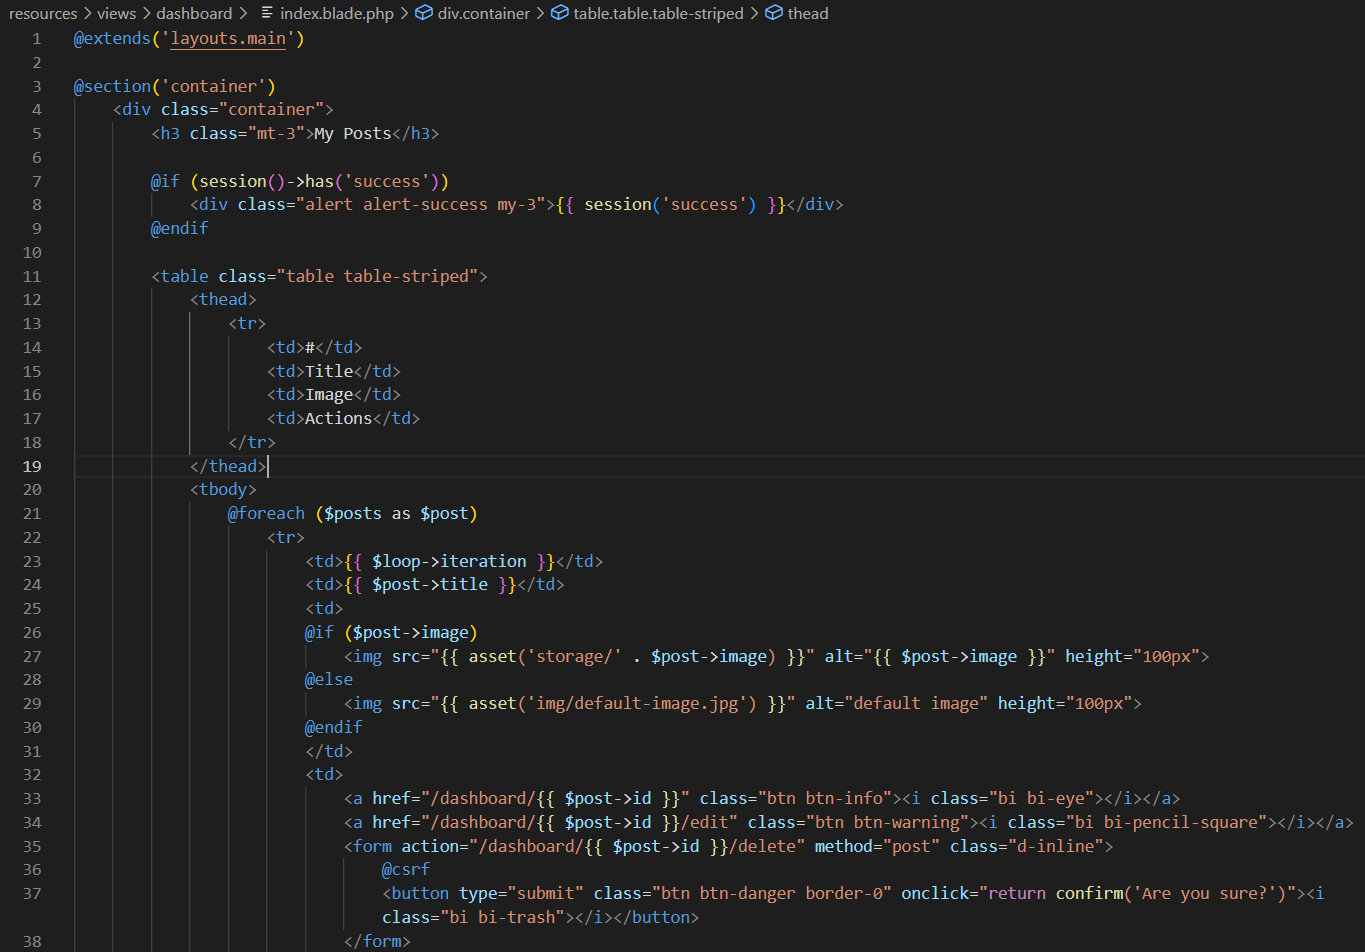 resources > views > dashboard > index.blade.php > div.container > table.table.table-striped > thead
1 @extends('layouts.main')
2
3 @section('container')
4     <div class="container">
5         <h3 class="mt-3">My Posts</h3>
6
7         @if (session()->has('success'))
8             <div class="alert alert-success my-3">{{ session('success') }}</div>
9         @endif
10
11         <table class="table table-striped">
12             <thead>
13                 <tr>
14                     <td>#</td>
15                     <td>Title</td>
16                     <td>Image</td>
17                     <td>Actions</td>
18                 </tr>
19             </thead>
20             <tbody>
21                 @foreach ($posts as $post)
22                     <tr>
23                         <td>{{ $loop->iteration }}</td>
24                         <td>{{ $post->title }}</td>
25                         <td>
26                         @if ($post->image)
27                             <img src="{{ asset('storage/' . $post->image) }}" alt="{{ $post->image }}" height="100px">
28                         @else
29                             <img src="{{ asset('img/default-image.jpg') }}" alt="default image" height="100px">
30                         @endif
31                         </td>
32                         <td>
33                             <a href="/dashboard/{{ $post->id }}" class="btn btn-info"><i class="bi bi-eye"></i></a>
34                             <a href="/dashboard/{{ $post->id }}/edit" class="btn btn-warning"><i class="bi bi-pencil-square"></i></a>
35                             <form action="/dashboard/{{ $post->id }}/delete" method="post" class="d-inline">
36                                 @csrf
37                                 <button type="submit" class="btn btn-danger border-0" onclick="return confirm('Are you sure?')"><i
                                class="bi bi-trash"></i></button>
38                             </form>